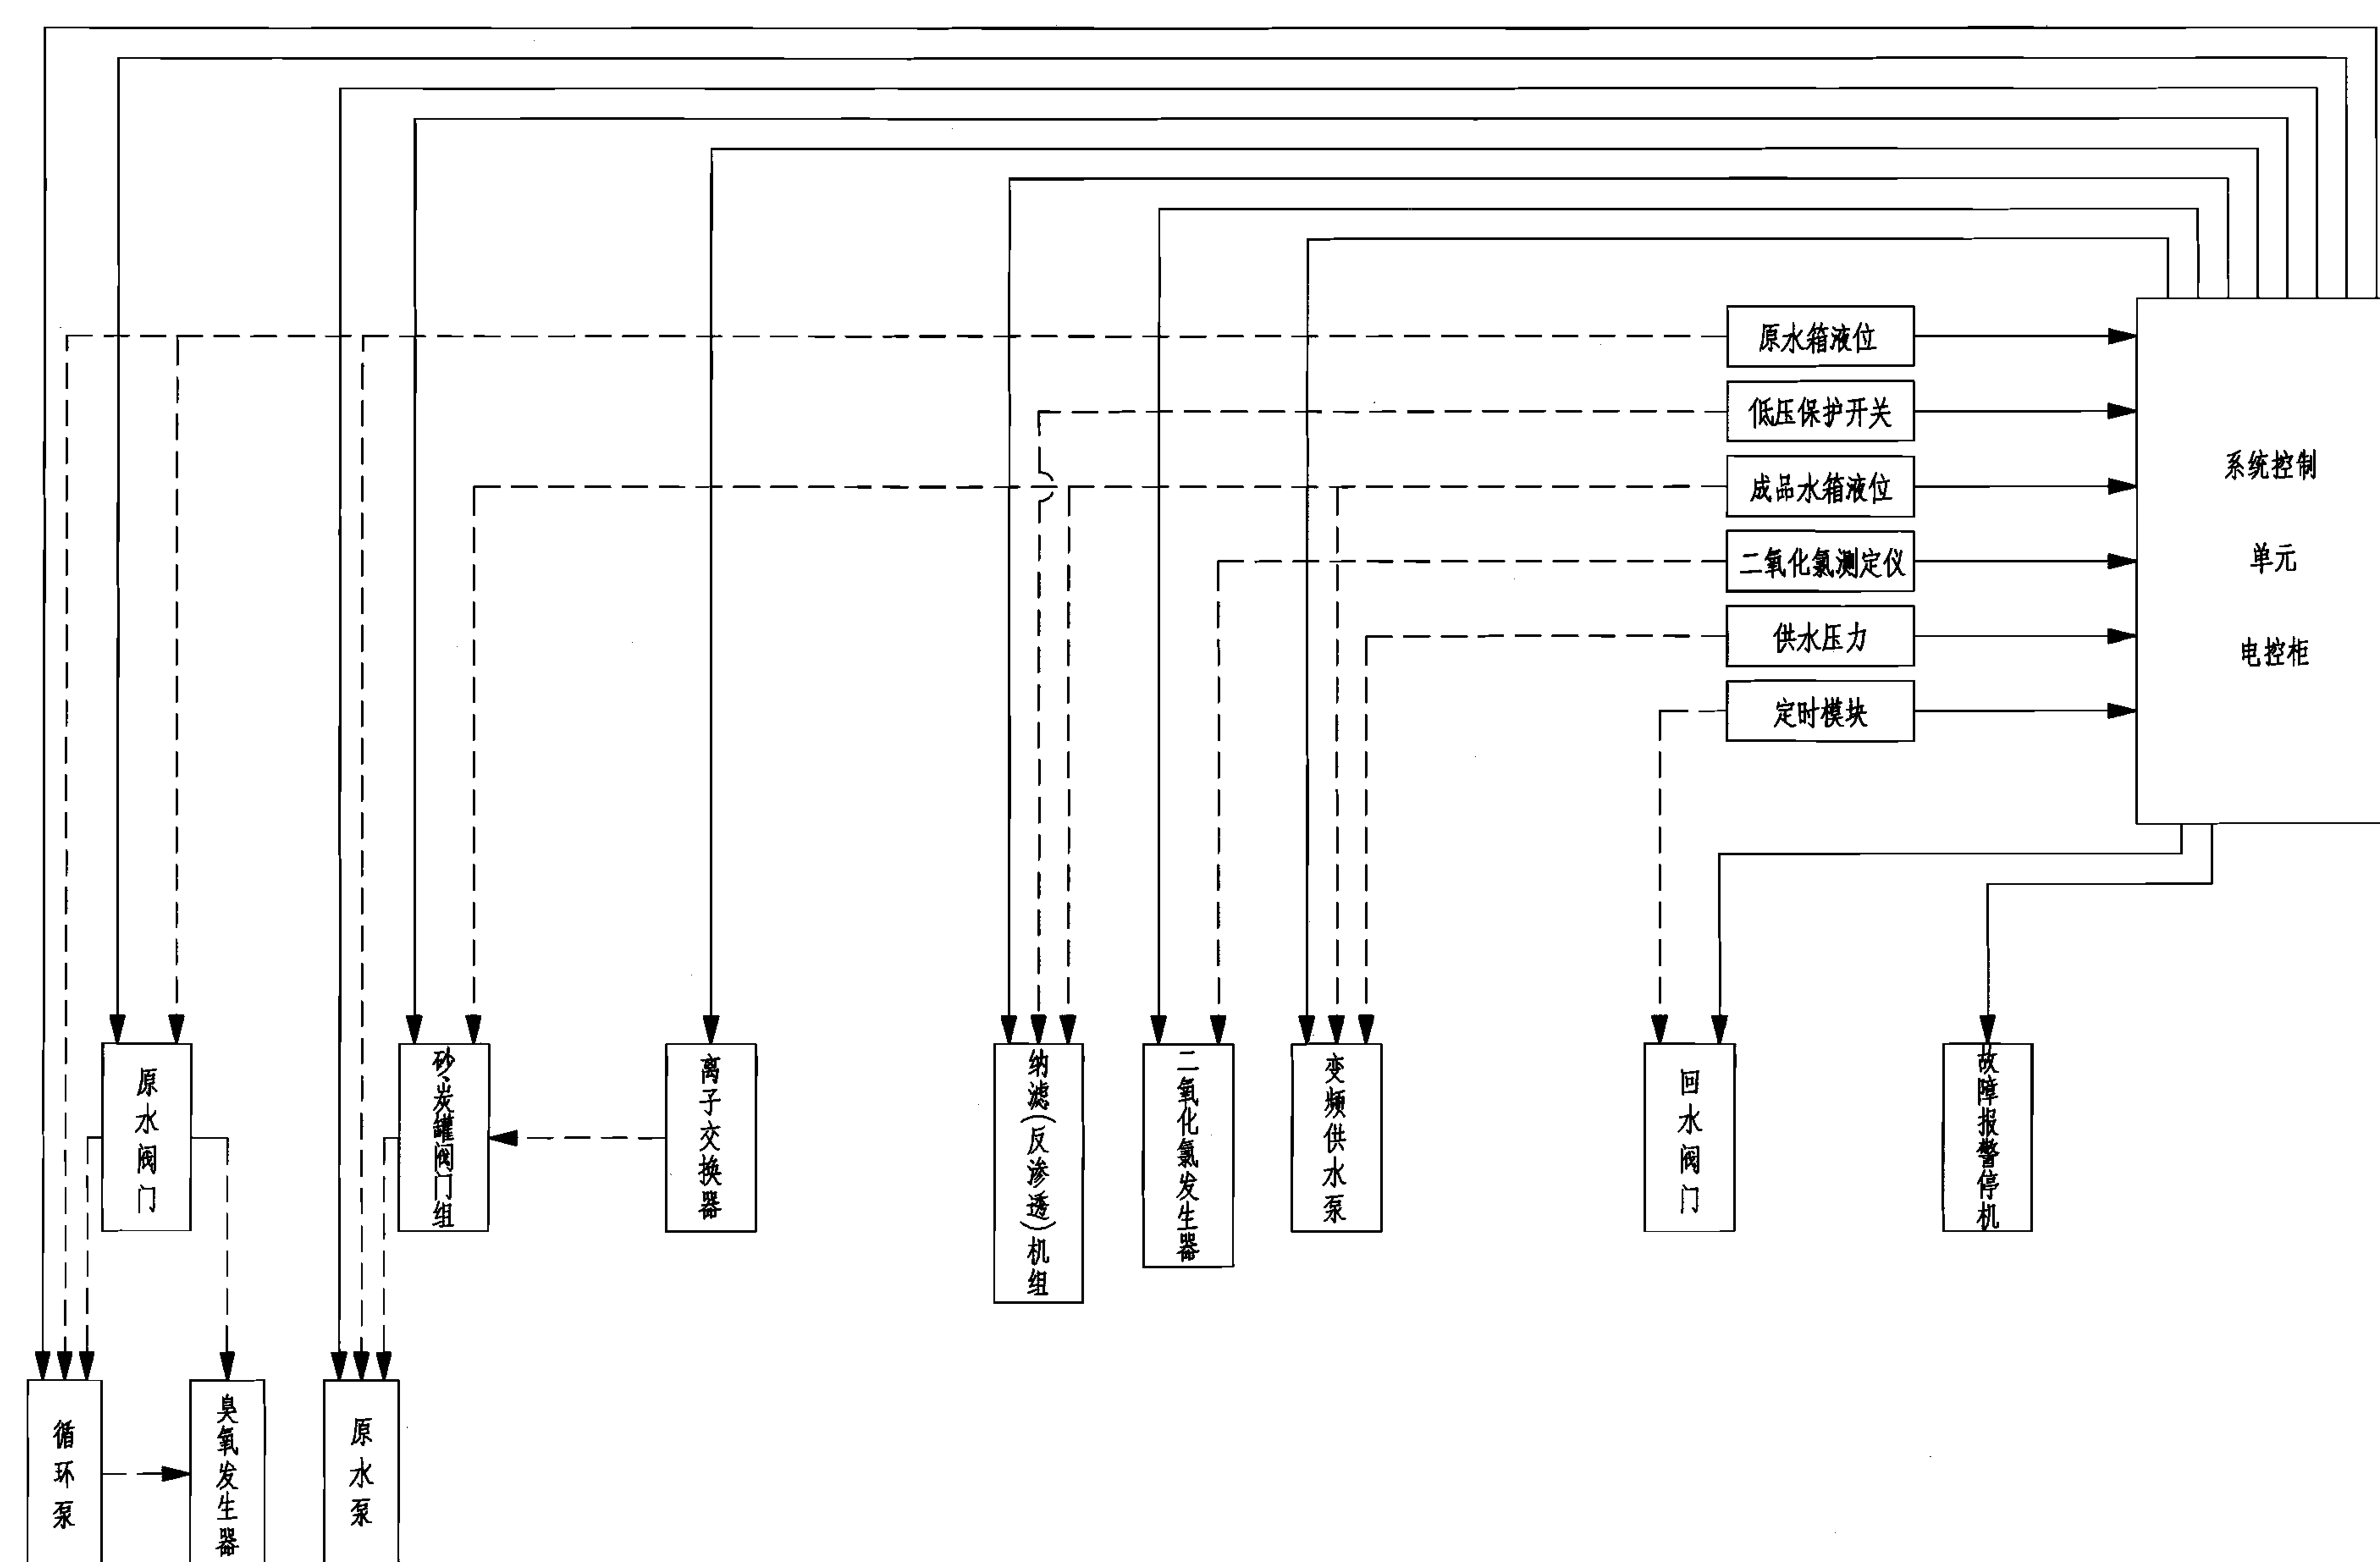 原水箱液位
低压保护开关
成品水箱液位
二氧化氯测定仪
供水压力
定时模块
系统控制
单元
电控柜
原水阀门
砂、炭罐阀门组
离子交换器
纳滤(反渗透)机组
二氧化氯发生器
变频供水泵
回水阀门
故障报警停机
循环泵
臭氧发生器
原水泵